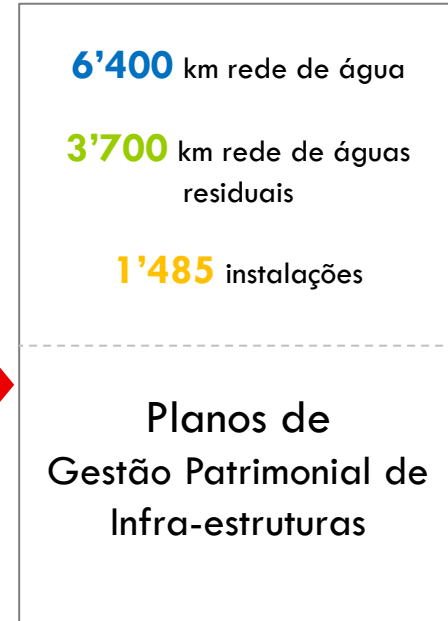 6’400 km rede de água
3’700 km rede de águas
residuais
1’485 instalações
Planos de
Gestão Patrimonial de
Infra-estruturas